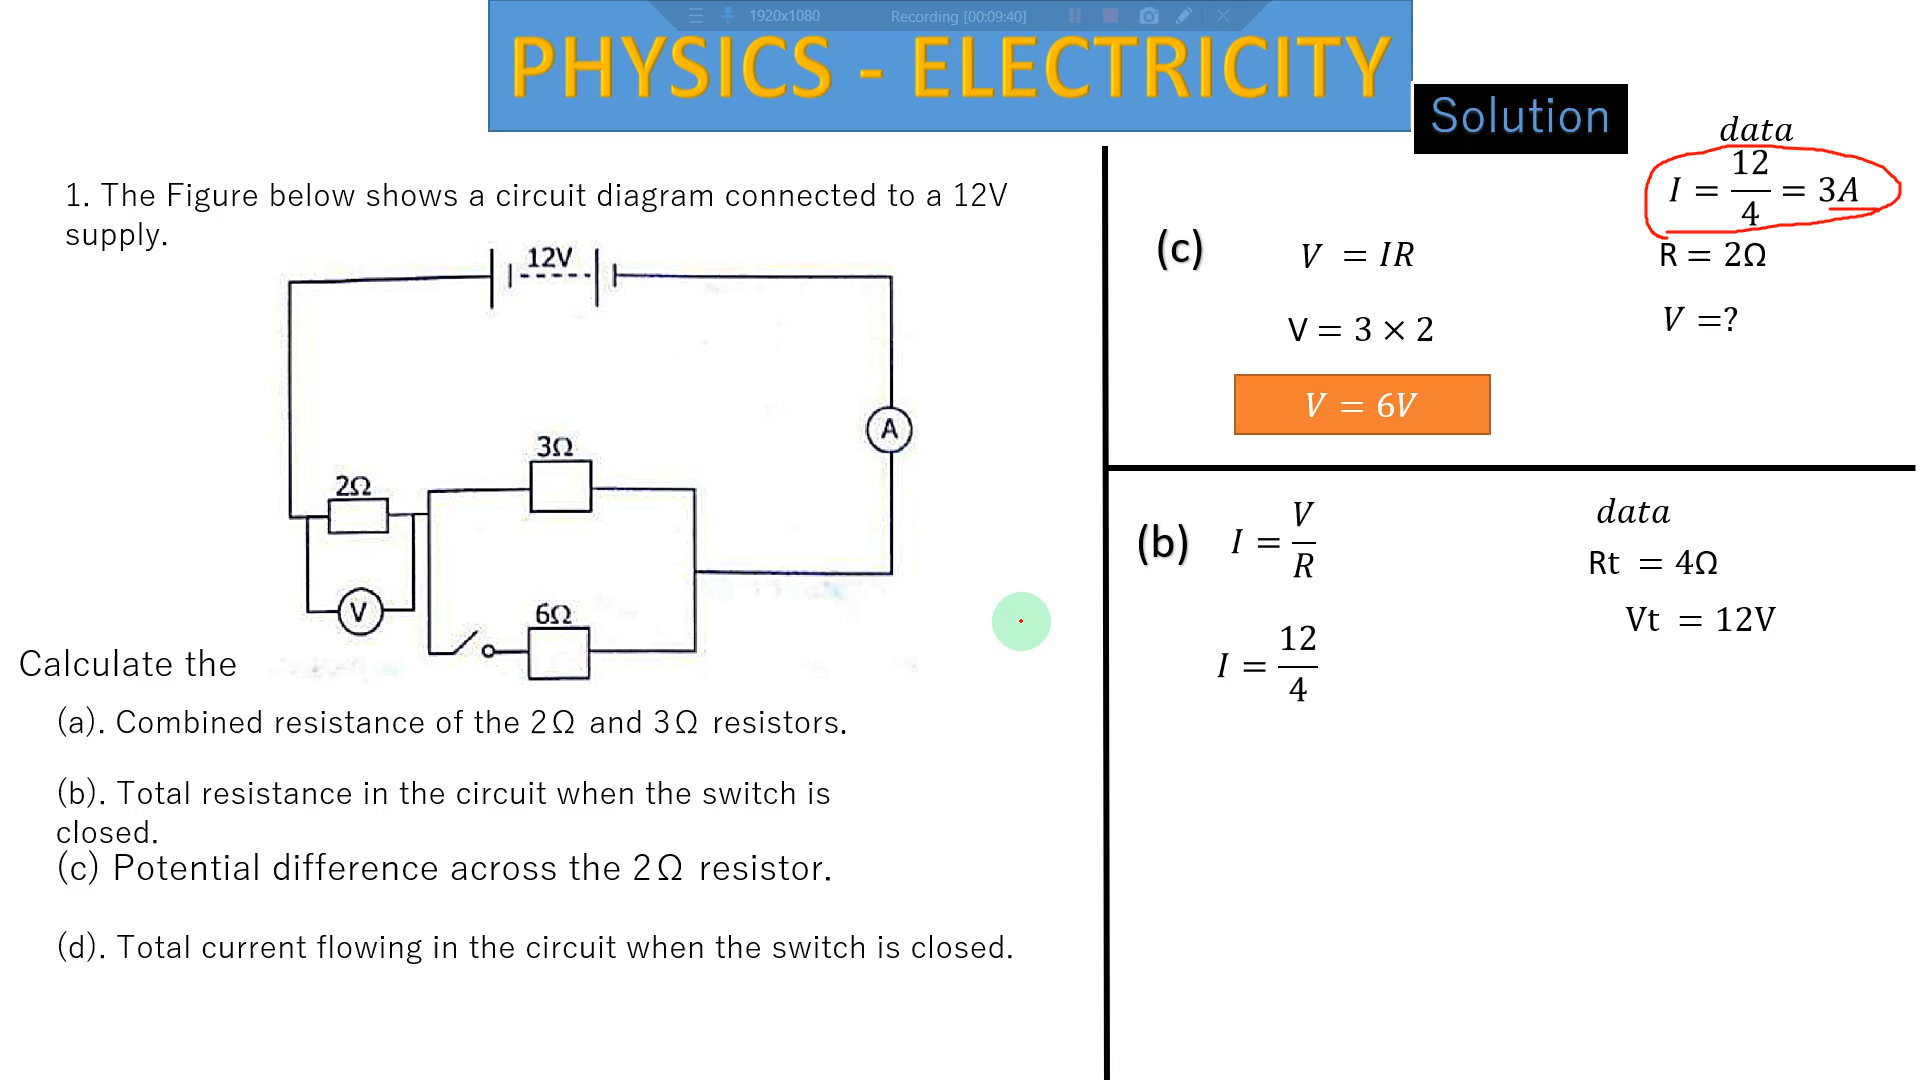 1920x1080
Recording [00:09:40]
PHYSICS - ELECTRICITY
Solution
1. The Figure below shows a circuit diagram connected to a 12V
supply.
12V
A
3Ω
2Ω
V
6Ω
Calculate the
(a). Combined resistance of the 2Ω and 3Ω resistors.
(b). Total resistance in the circuit when the switch is
closed.
(c) Potential difference across the 2Ω resistor.
(d). Total current flowing in the circuit when the switch is closed.
data
I = 12/4 = 3A
R = 2Ω
V =?
(c) V = IR
V = 3 × 2
V = 6V
(b) I = V/R
I = 12/4
data
Rt = 4Ω
Vt = 12V